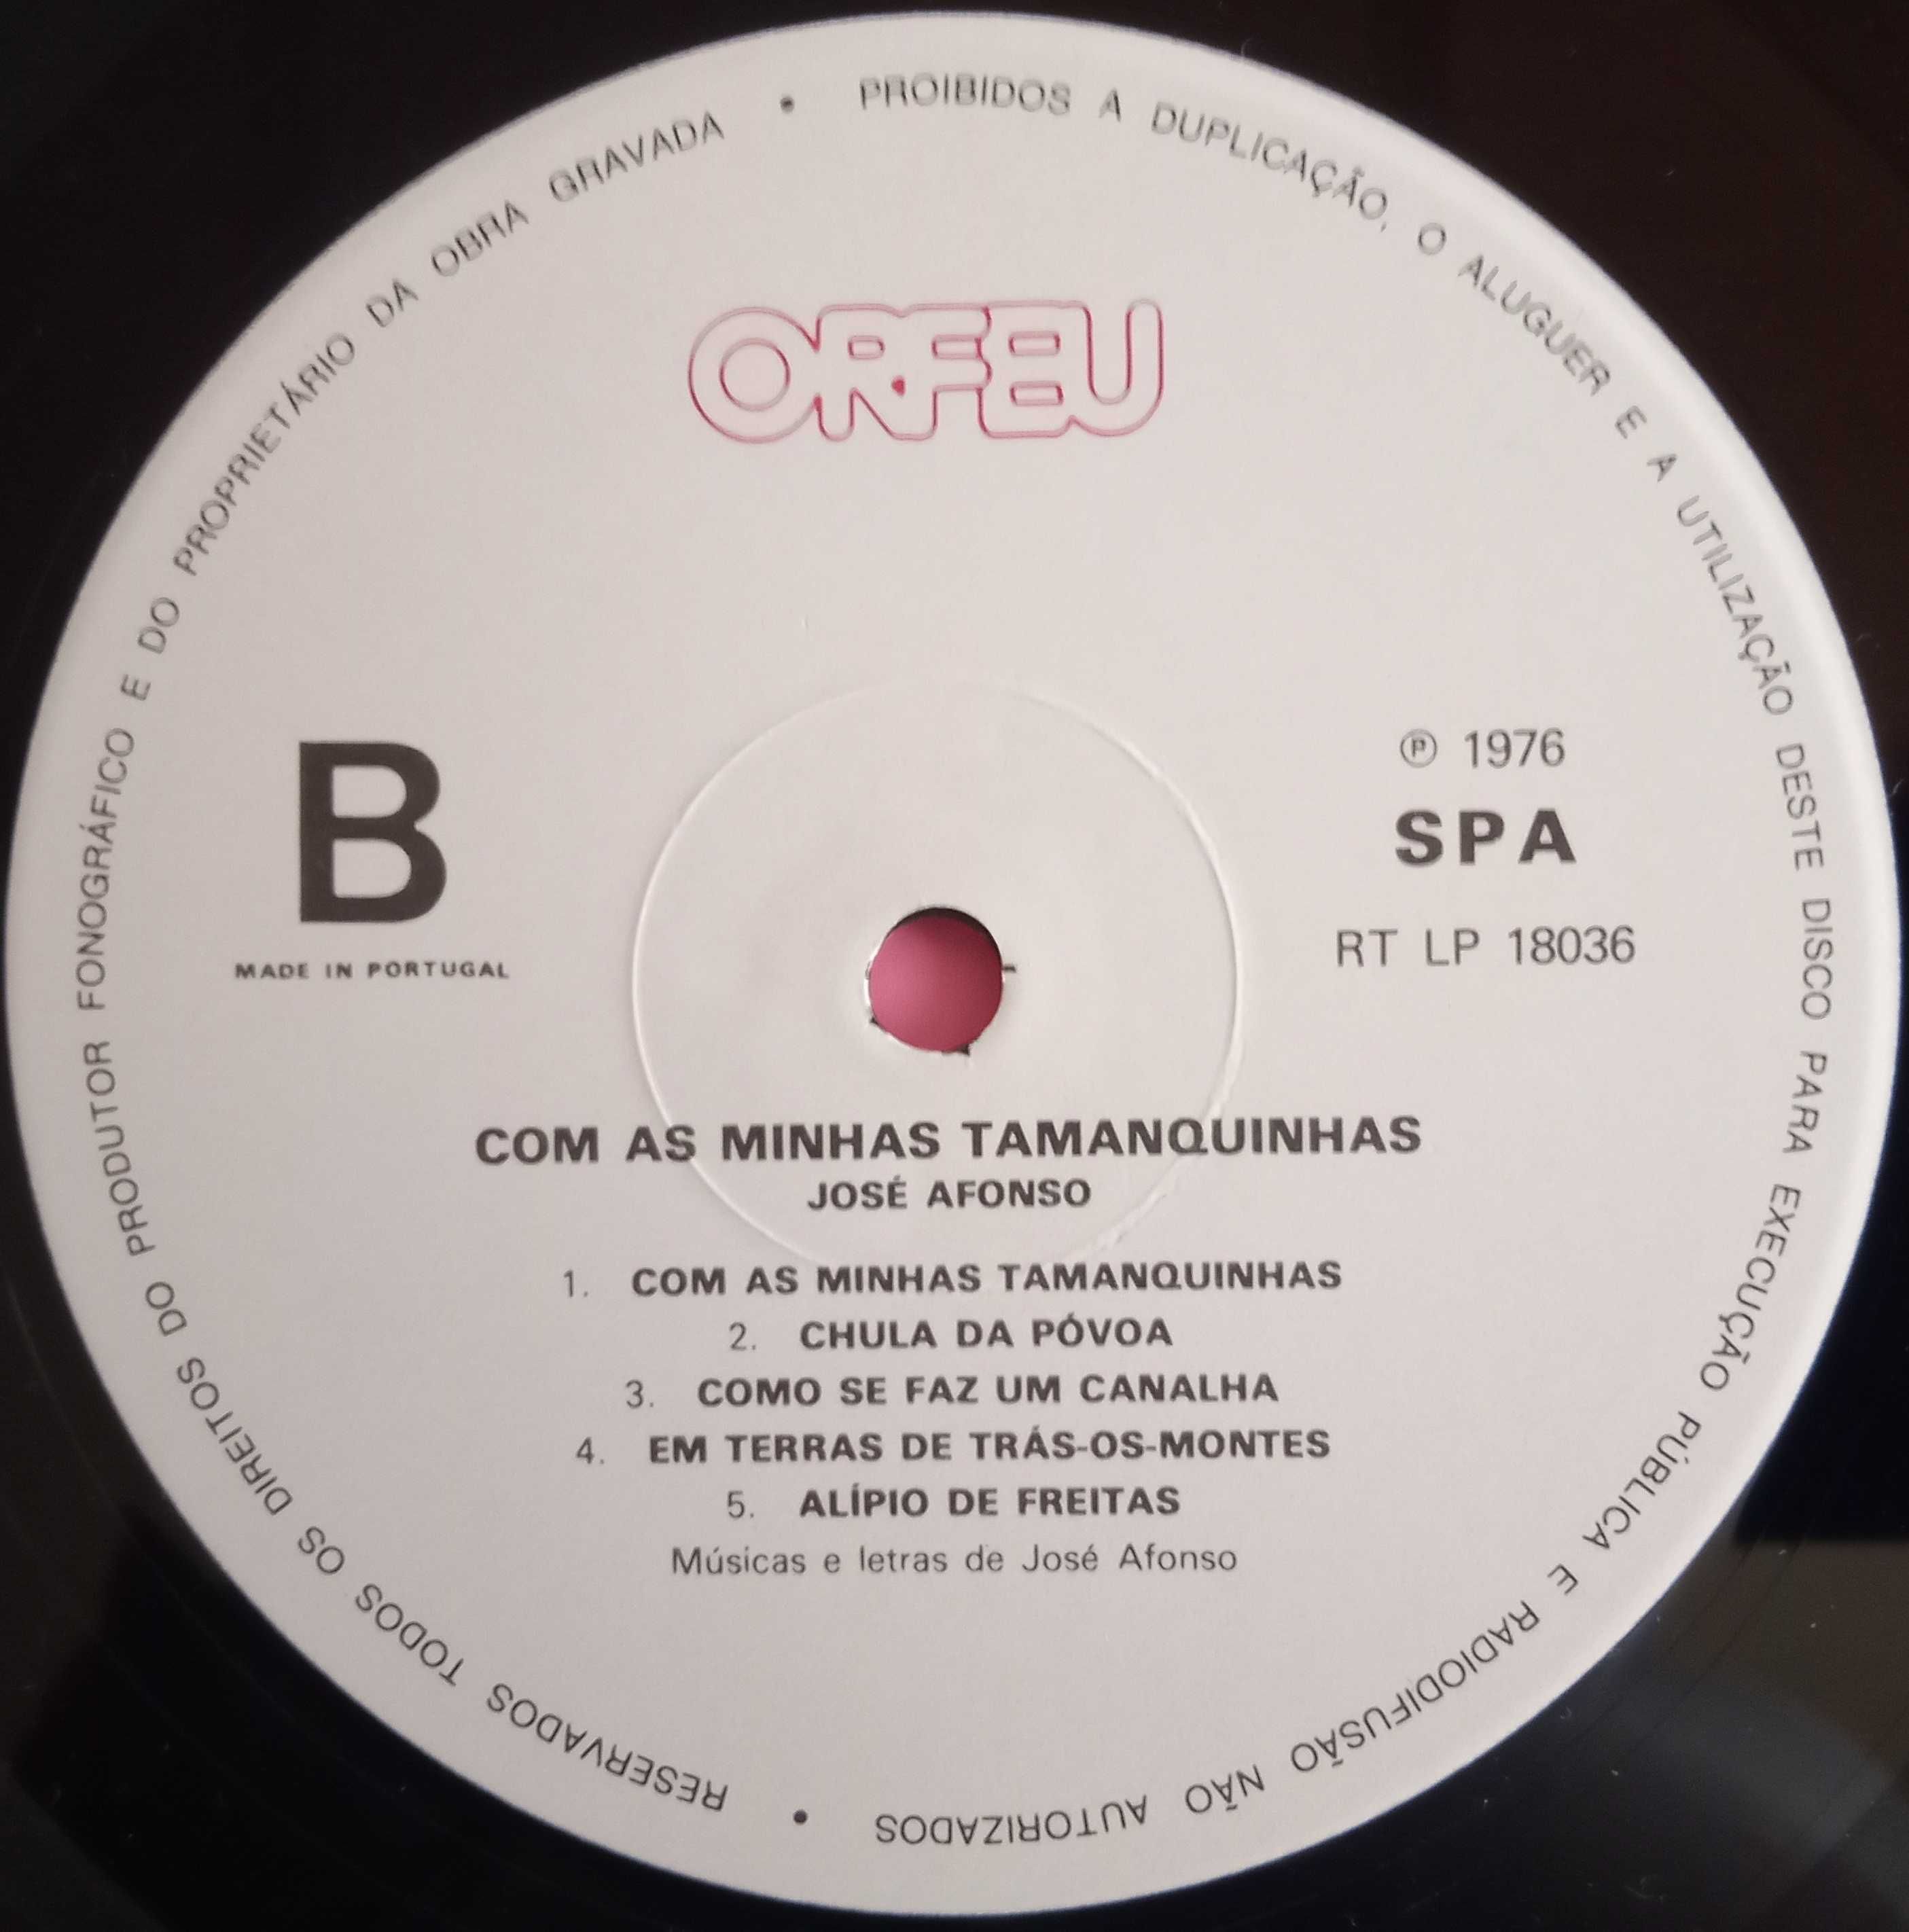 RESERVADOS TODOS OS DIREITOS DO PRODUTOR FONOGRÁFICO E DO PROPRIETÁRIO DA OBRA GRAVADA • PROIBIDOS A DUPLICAÇÃO, O ALUGUER E A UTILIZAÇÃO DESTE DISCO PARA EXECUÇÃO PÚBLICA E RADIODIFUSÃO NÃO AUTORIZADOS •
ORFEU
B
MADE IN PORTUGAL
℗ 1976
SPA
RT LP 18036
COM AS MINHAS TAMANQUINHAS
JOSÉ AFONSO
1. COM AS MINHAS TAMANQUINHAS
2. CHULA DA PÓVOA
3. COMO SE FAZ UM CANALHA
4. EM TERRAS DE TRÁS-OS-MONTES
5. ALÍPIO DE FREITAS
Músicas e letras de José Afonso